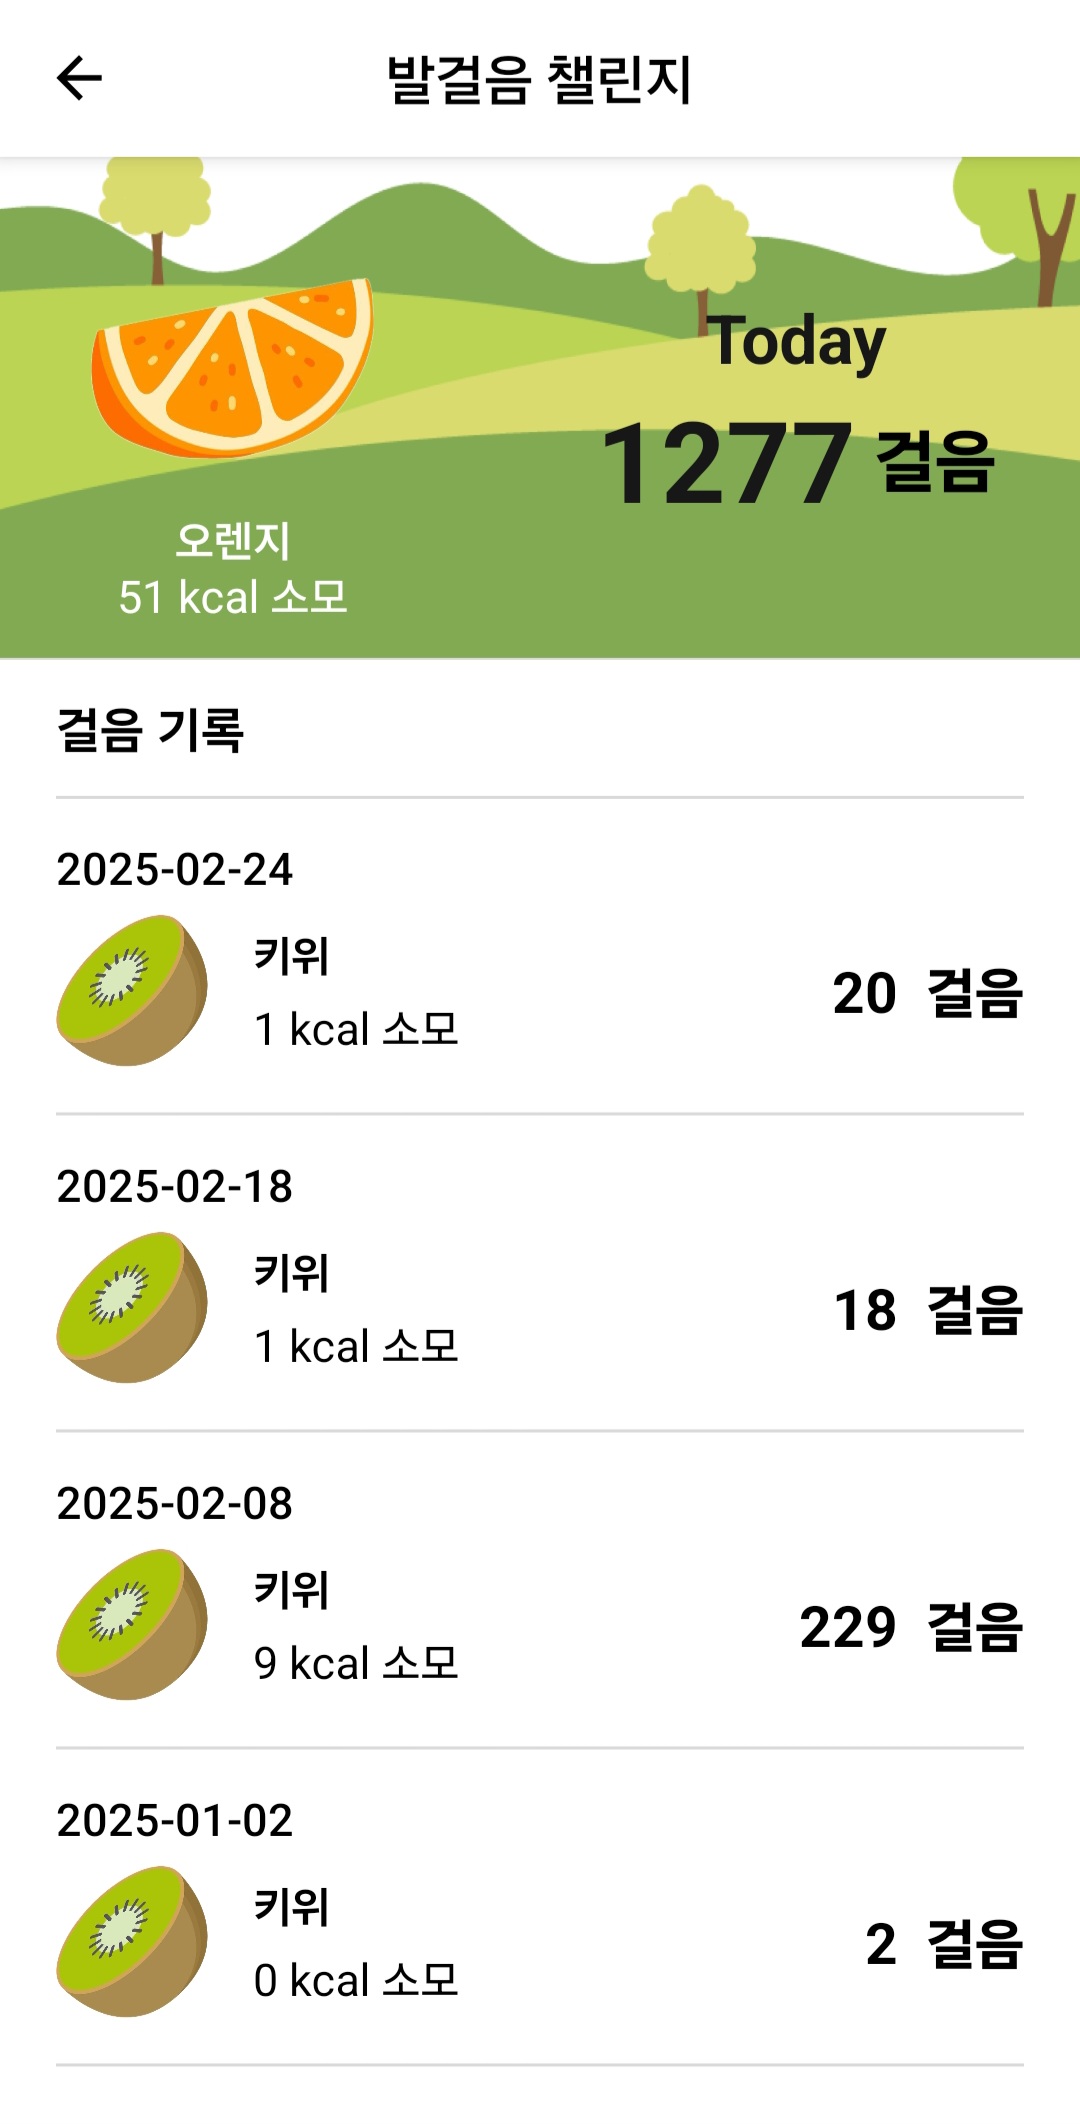 발걸음 챌린지
Today
1277 걸음
오렌지
51 kcal 소모
걸음 기록
2025-02-24
키위
1 kcal 소모
20 걸음
2025-02-18
키위
1 kcal 소모
18 걸음
2025-02-08
키위
9 kcal 소모
229 걸음
2025-01-02
키위
0 kcal 소모
2 걸음